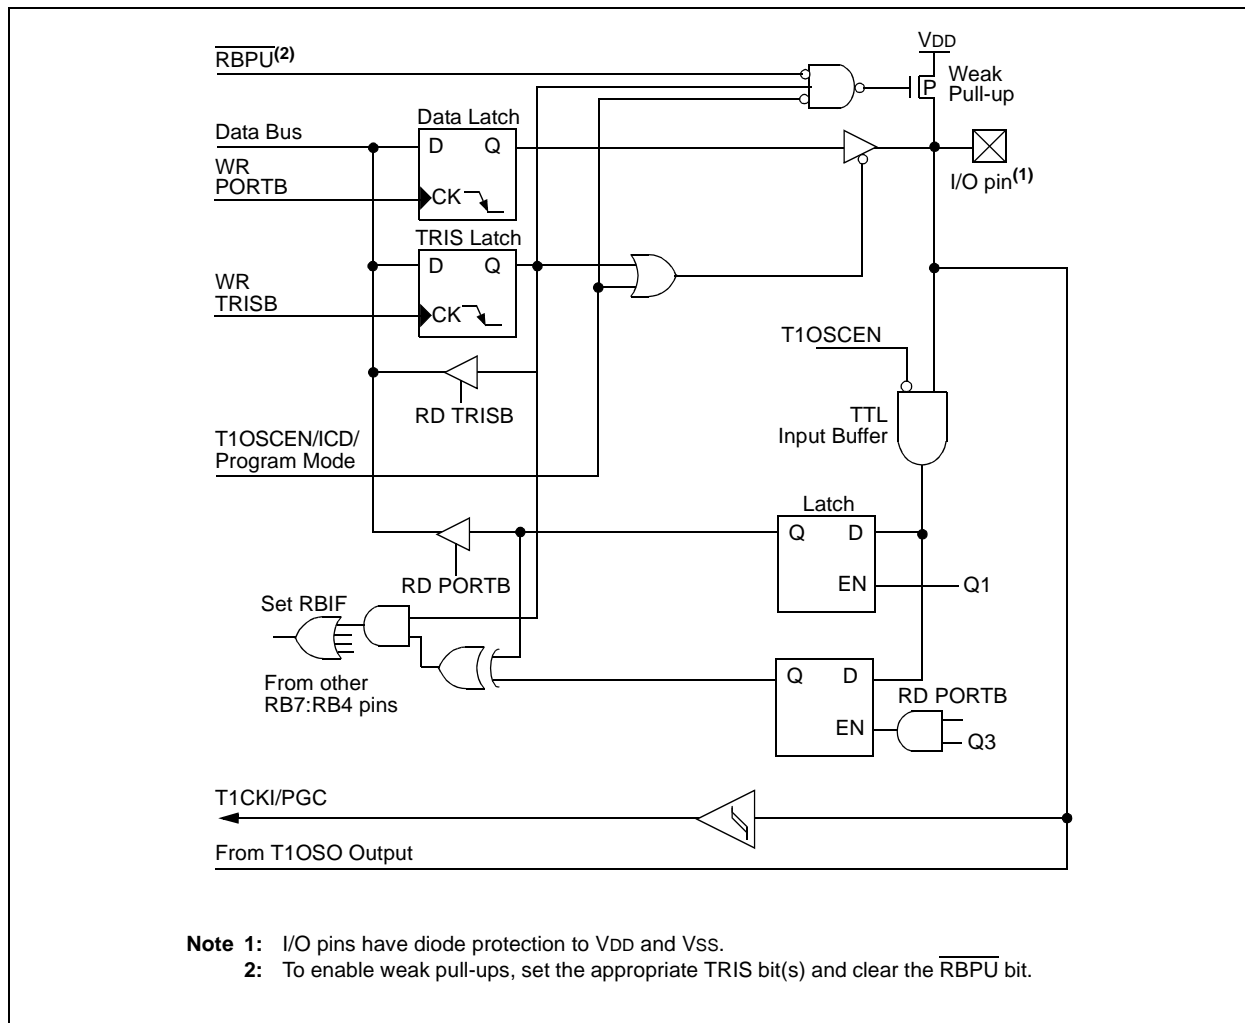 VDD
RBPU(2)
Weak
Pull-up
P
Data Latch
Data Bus
D Q
WR
PORTB
CK
I/O pin(1)
TRIS Latch
D Q
WR
TRISB
CK
T1OSCEN
RD TRISB
TTL
Input Buffer
T1OSCEN/ICD/
Program Mode
Latch
Q D
EN
Q1
RD PORTB
Set RBIF
From other
RB7:RB4 pins
Q D
RD PORTB
EN
Q3
T1CKI/PGC
From T1OSO Output
Note 1: I/O pins have diode protection to VDD and VSS.
2: To enable weak pull-ups, set the appropriate TRIS bit(s) and clear the RBPU bit.